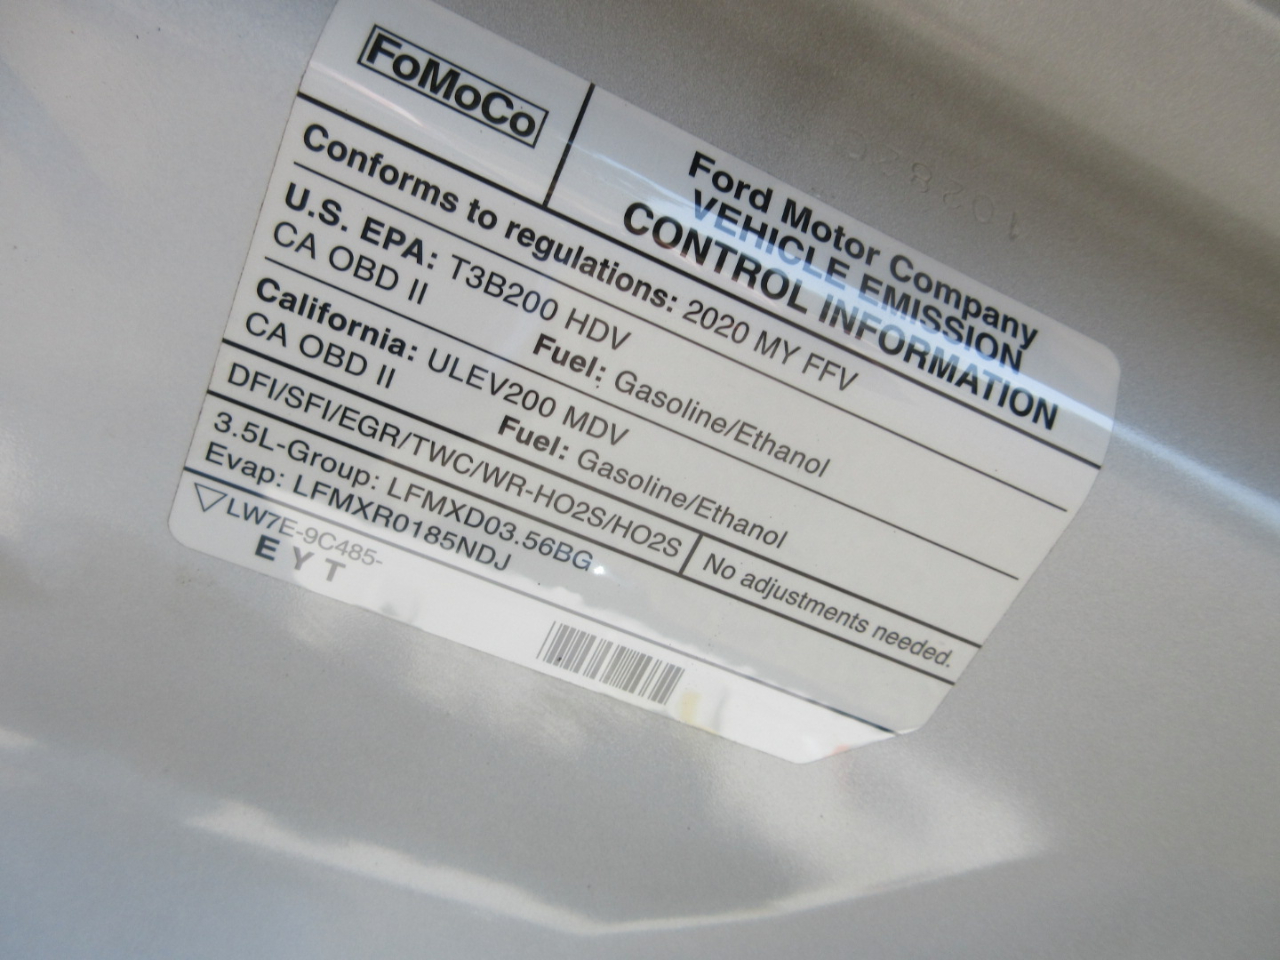 FoMoCo
Ford Motor Company
VEHICLE EMISSION
CONTROL INFORMATION
Conforms to regulations: 2020 MY FFV
U.S. EPA: T3B200 HDV
CA OBD II Fuel: Gasoline/Ethanol
California: ULEV200 MDV
CA OBD II Fuel: Gasoline/Ethanol
DFI/SFI/EGR/TWC/WR-HO2S/HO2S
No adjustments needed.
3.5L-Group: LFMXD03.56BG
Evap: LFMXR0185NDJ
LW7E-9C485-
E Y T